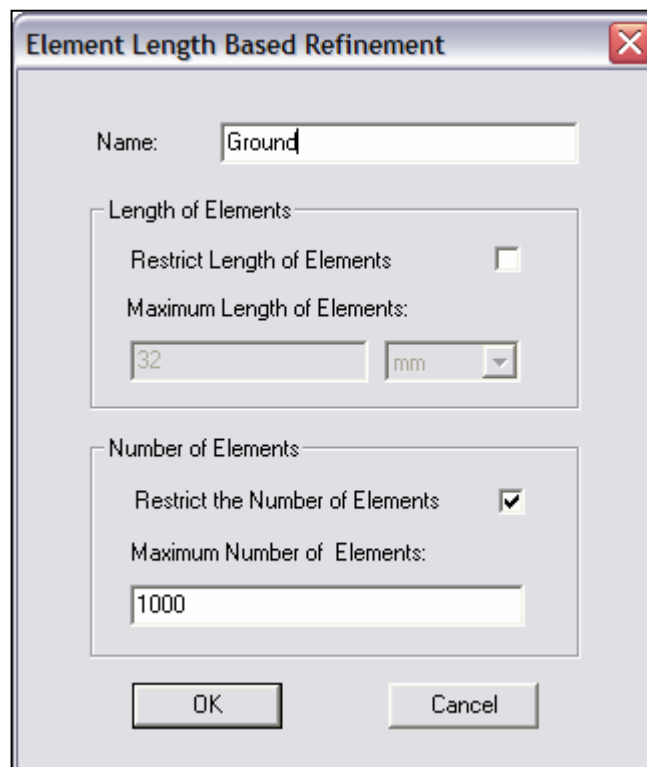 Element Length Based Refinement
Name: Ground
Length of Elements
Restrict Length of Elements
Maximum Length of Elements:
32 mm
Number of Elements
Restrict the Number of Elements
Maximum Number of Elements:
1000
OK Cancel